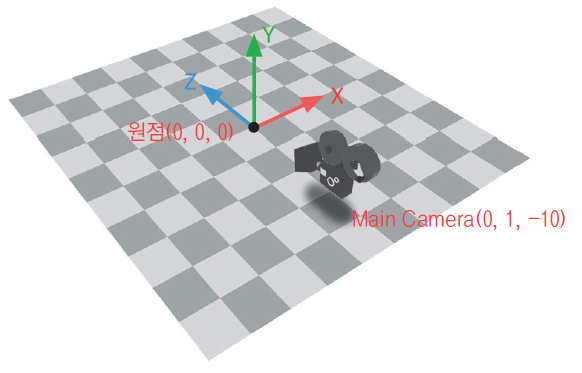 Y
Z
X
원점(0, 0, 0)
Main Camera(0, 1, -10)